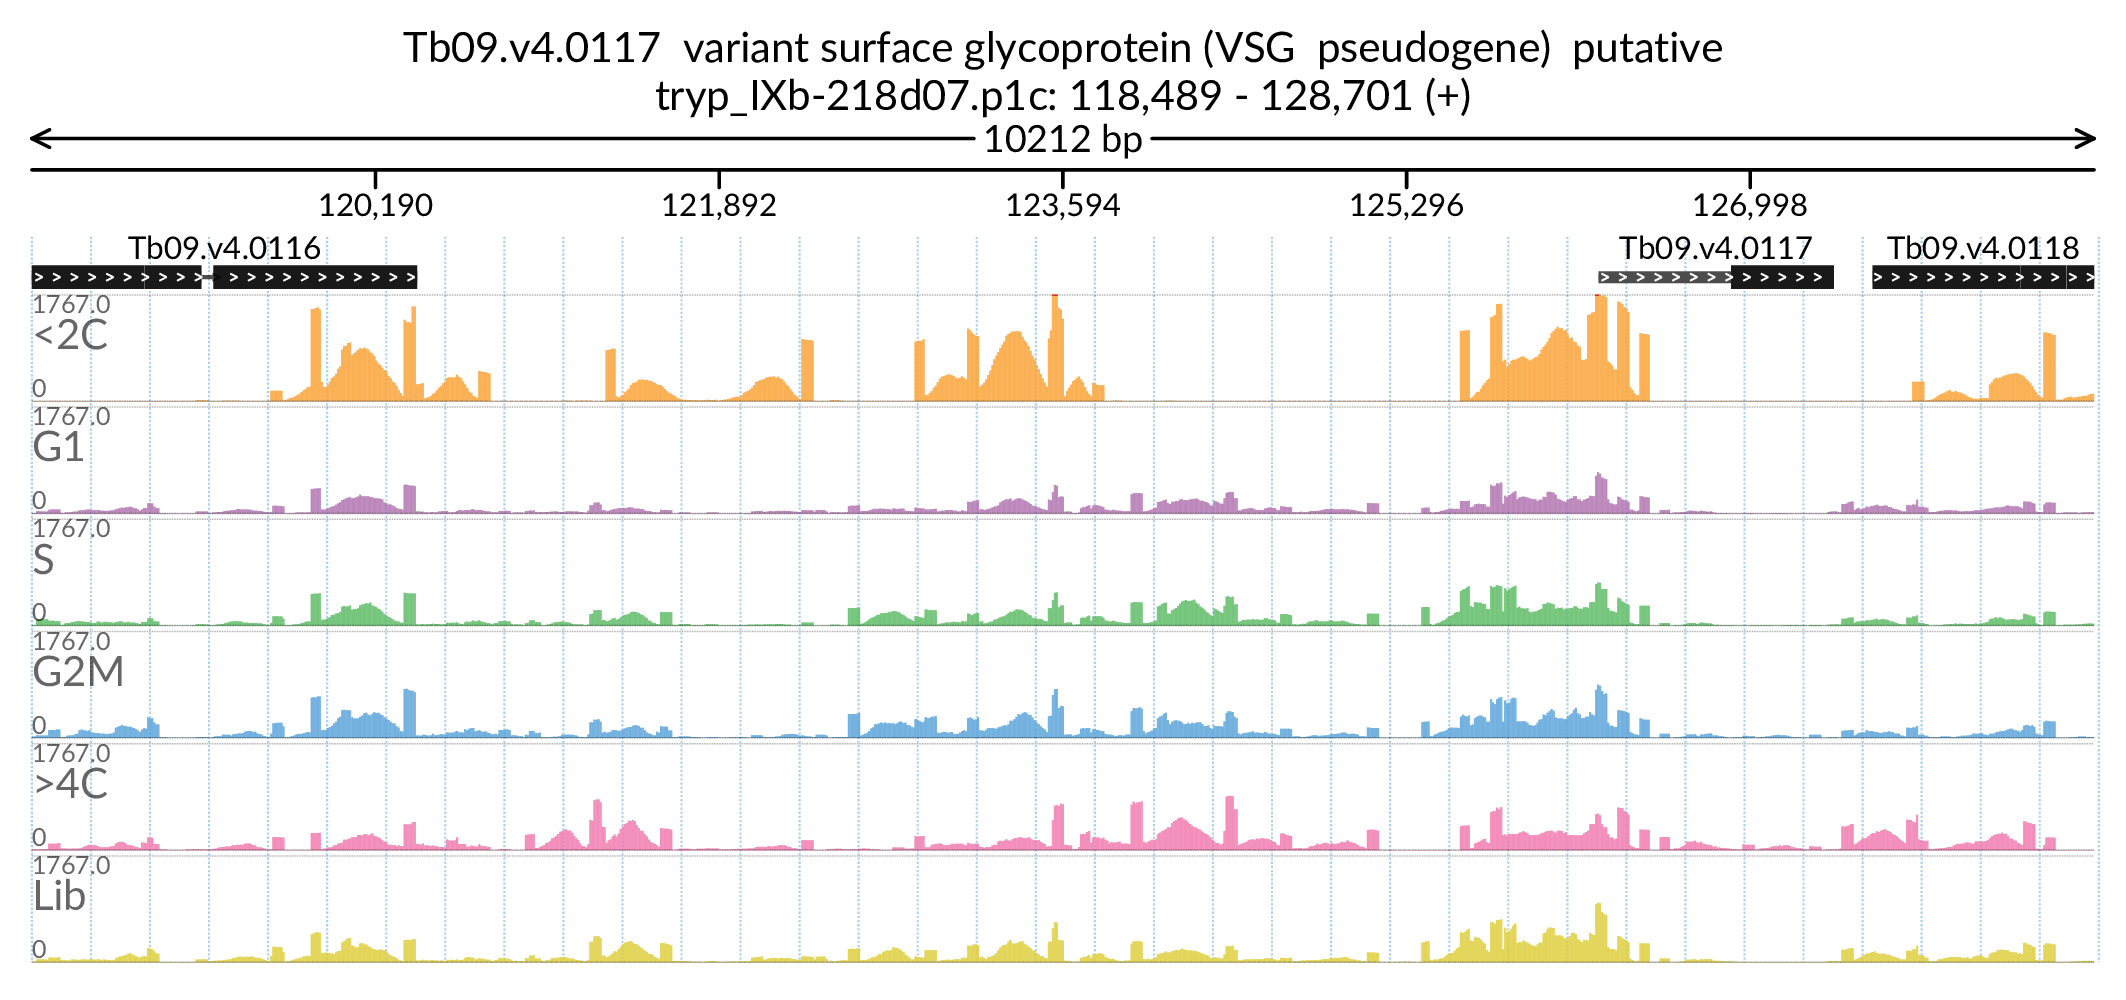 Tb09.v4.0117 variant surface glycoprotein (VSG pseudogene) putative
tryp_IXb-218d07.p1c: 118,489 - 128,701 (+)
10212 bp
120,190 121,892 123,594 125,296 126,998
Tb09.v4.0116 Tb09.v4.0117 Tb09.v4.0118
1767.0
<2C
0
1767.0
G1
0
1767.0
S
0
1767.0
G2M
0
1767.0
>4C
0
1767.0
Lib
0